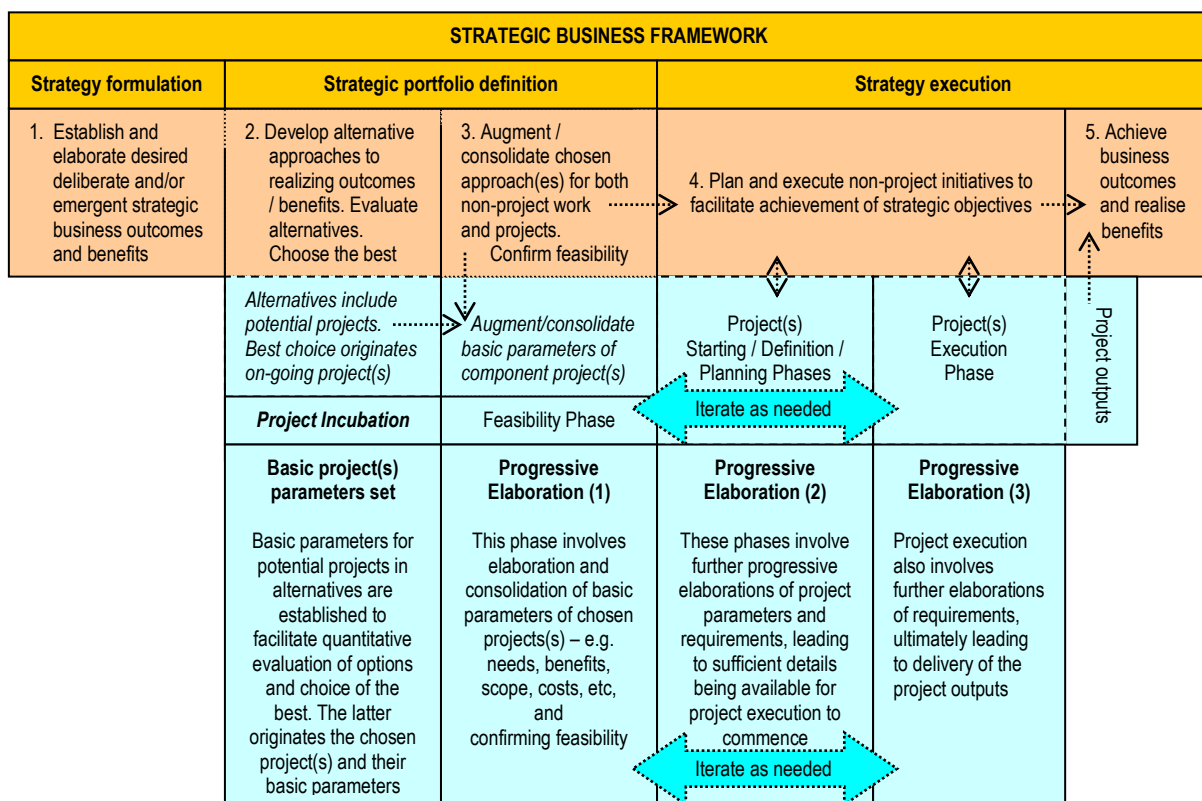 STRATEGIC BUSINESS FRAMEWORK
Strategy formulation
Strategic portfolio definition
Strategy execution
1. Establish and
elaborate desired
deliberate and/or
emergent strategic
business outcomes
and benefits
2. Develop alternative
approaches to
realizing outcomes
/ benefits. Evaluate
alternatives.
Choose the best
3. Augment /
consolidate chosen
approach(es) for both
non-project work
and projects.
Confirm feasibility
4. Plan and execute non-project initiatives to
facilitate achievement of strategic objectives
5. Achieve
business
outcomes
and realise
benefits
Alternatives include
potential projects.
Best choice originates
on-going project(s)
Augment/consolidate
basic parameters of
component project(s)
Project(s)
Starting / Definition /
Planning Phases
Project(s)
Execution
Phase
Project outputs
Iterate as needed
Project Incubation
Feasibility Phase
Basic project(s)
parameters set
Basic parameters for
potential projects in
alternatives are
established to
facilitate quantitative
evaluation of options
and choice of the
best. The latter
originates the chosen
project(s) and their
basic parameters
Progressive
Elaboration (1)
This phase involves
elaboration and
consolidation of basic
parameters of chosen
projects(s) – e.g.
needs, benefits,
scope, costs, etc,
and
confirming feasibility
Progressive
Elaboration (2)
These phases involve
further progressive
elaborations of project
parameters and
requirements, leading
to sufficient details
being available for
project execution to
commence
Progressive
Elaboration (3)
Project execution
also involves
further elaborations
of requirements,
ultimately leading
to delivery of the
project outputs
Iterate as needed